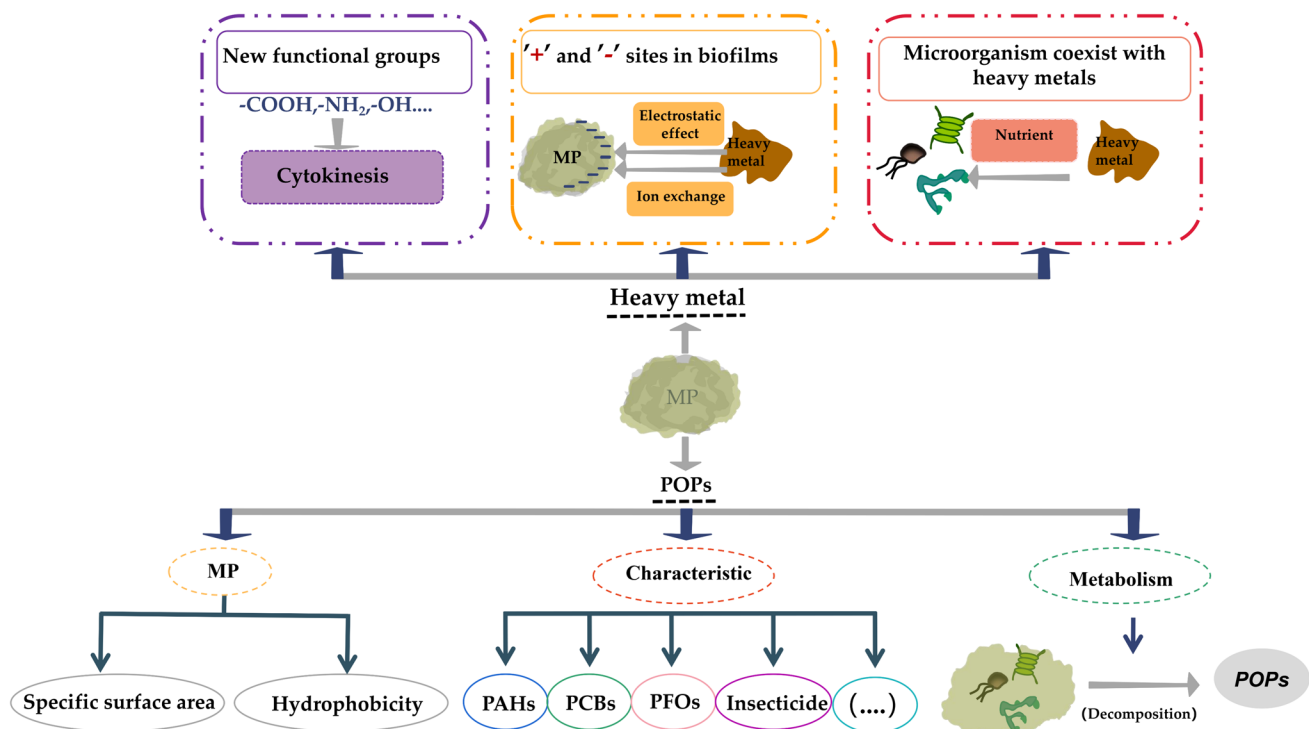 New functional groups
-COOH,-NH₂,-OH....
Cytokinesis
'+' and '-' sites in biofilms
Electrostatic
effect
MP
Heavy
metal
Ion exchange
Microorganism coexist with
heavy metals
Nutrient
Heavy
metal
Heavy metal
MP
POPs
MP
Characteristic
Metabolism
Specific surface area
Hydrophobicity
PAHs
PCBs
PFOs
Insecticide
(....)
(Decomposition)
POPs